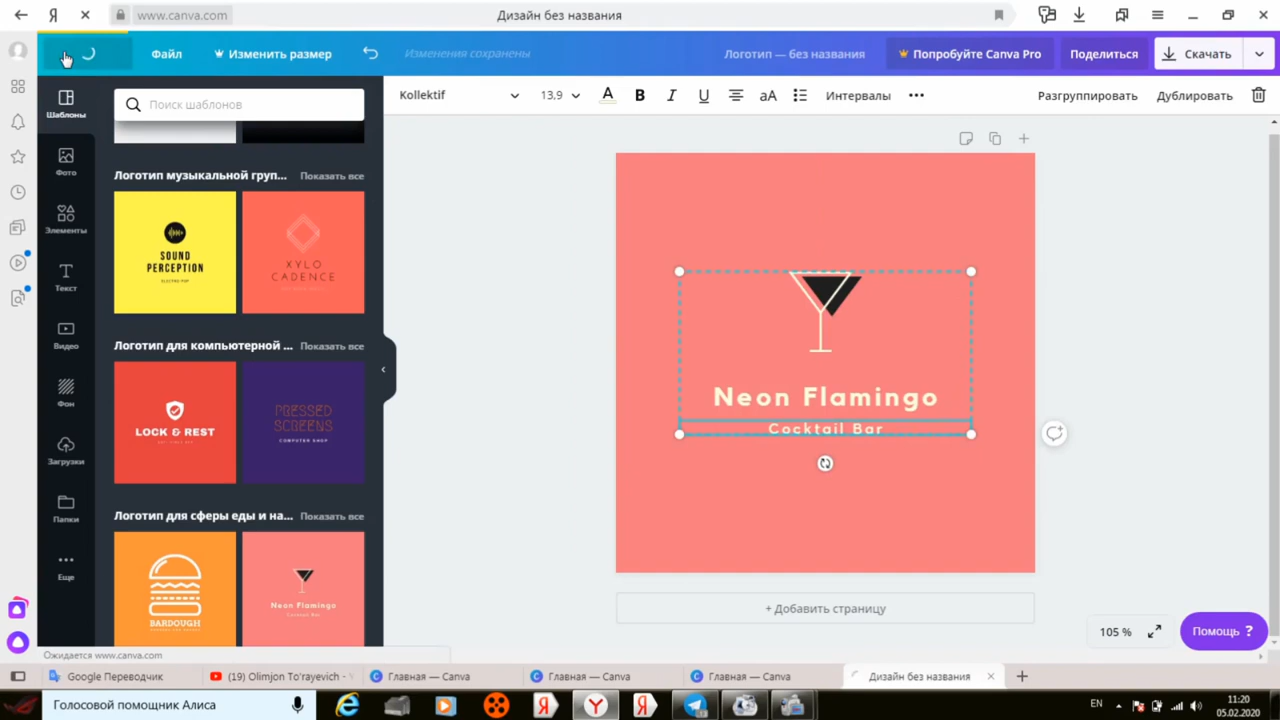 www.canva.com
Дизайн без названия
Файл
Изменить размер
Изменения сохранены
Логотип — без названия
Попробуйте Canva Pro
Поделиться
Скачать
Шаблоны
Поиск шаблонов
Kollektif
13,9
A
B
I
U
aA
Интервалы
Разгруппировать
Дублировать
Фото
Элементы
Текст
Видео
Фон
Загрузки
Папки
Еще
Логотип музыкальной груп...
Показать все
SOUND
PERCEPTION
ELECTRO POP
XYLO
CADENCE
Логотип для компьютерной ...
Показать все
LOCK & REST
PRESSED
SCREENS
COMPUTER SHOP
Логотип для сферы еды и на...
Показать все
BARDOUGH
Neon Flamingo
Cocktail Bar
Neon Flamingo
Cocktail Bar
+ Добавить страницу
105 %
Помощь ?
Ожидается www.canva.com
Google Переводчик
(19) Olimjon To'rayevich -
Главная — Canva
Главная — Canva
Главная — Canva
Дизайн без названия
Голосовой помощник Алиса
EN
11:20
05.02.2020